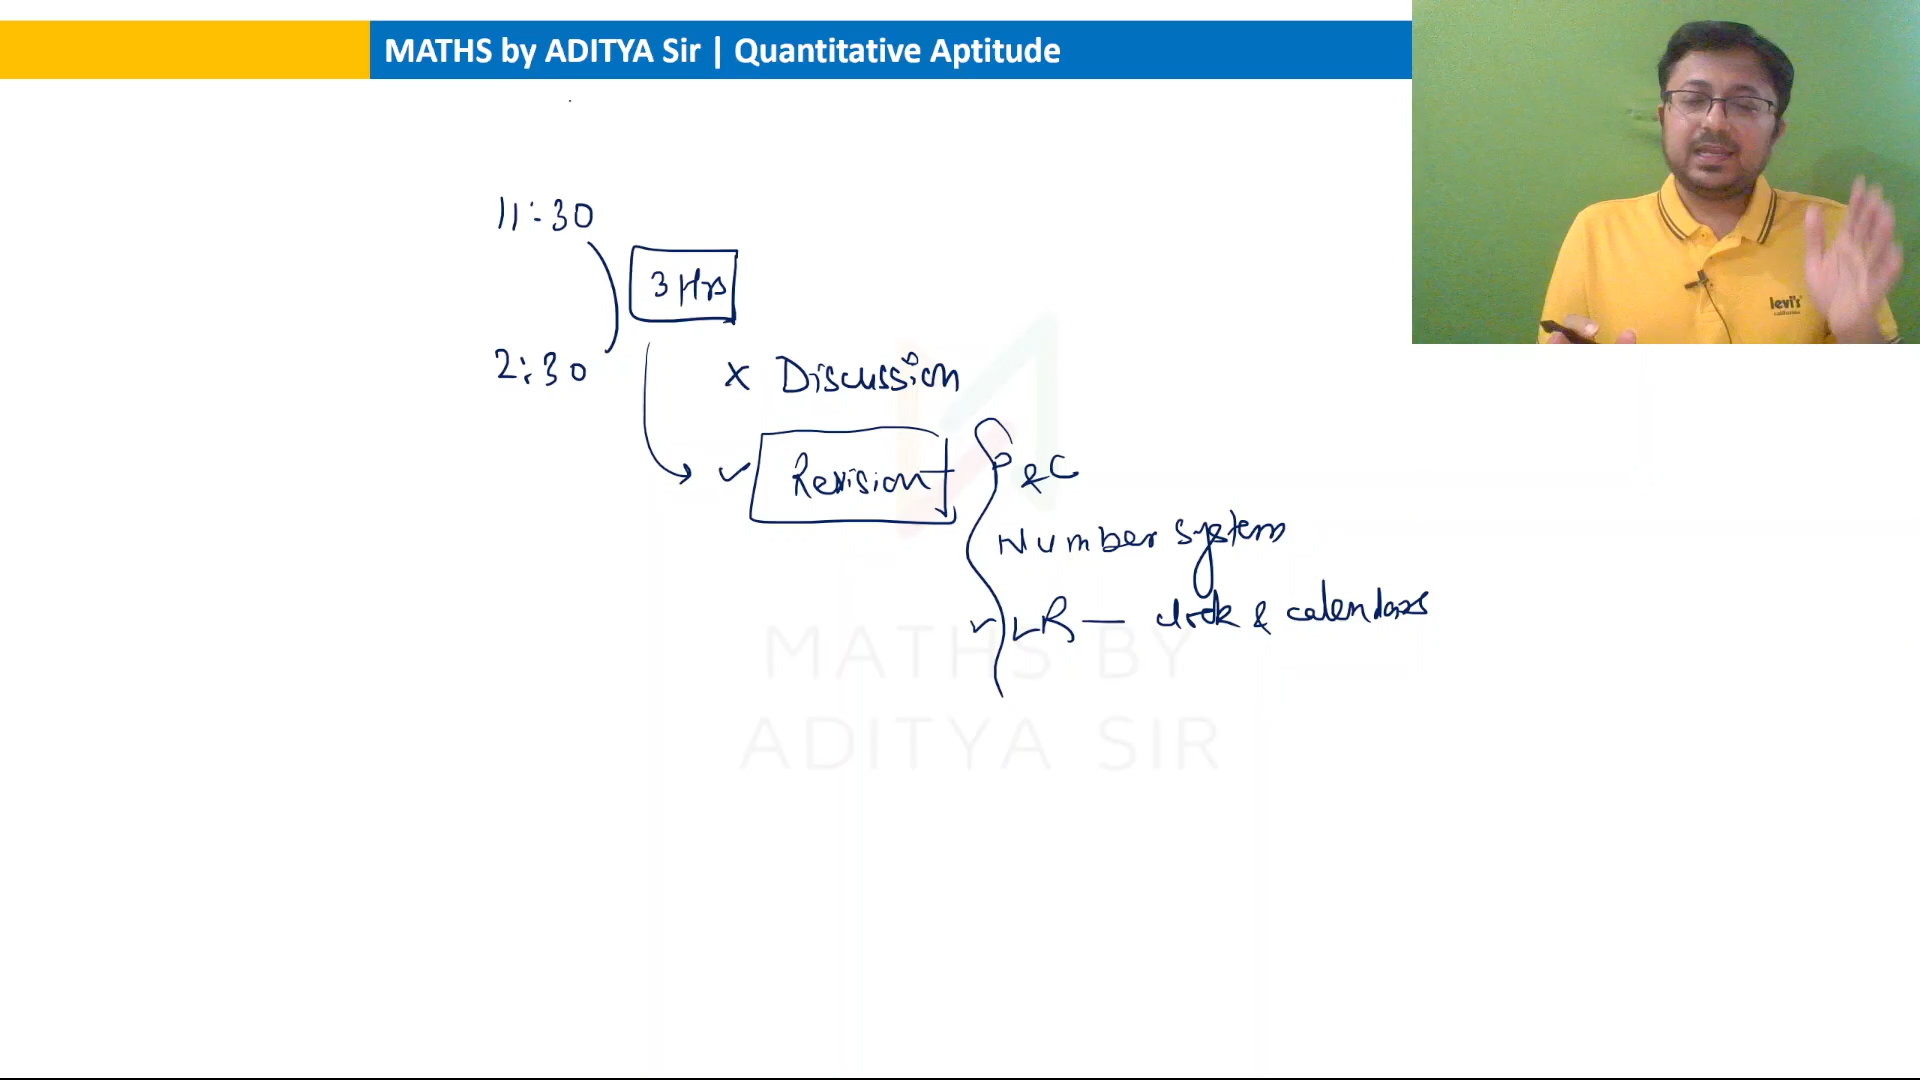 MATHS by ADITYA Sir | Quantitative Aptitude
levi's
california
11:30
3 Hrs
2:30
x Discussion
✓ Revision
P & C
Number system
✓ LR — clock & calendars
MATHS BY
ADITYA SIR